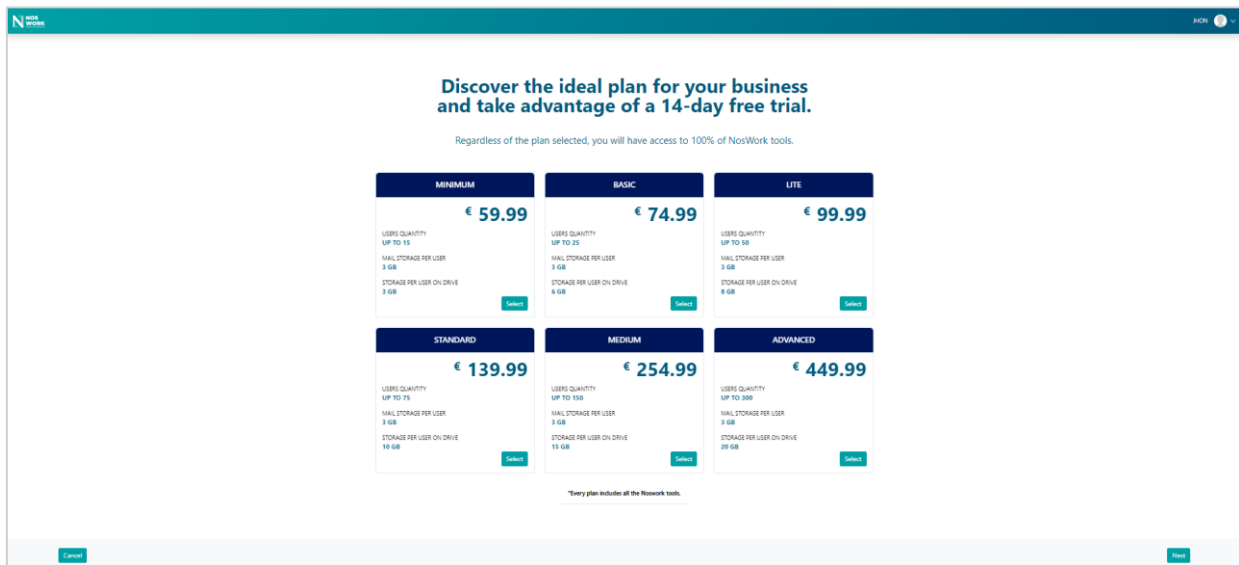 NOS
WORK
JHON
Discover the ideal plan for your business
and take advantage of a 14-day free trial.
Regardless of the plan selected, you will have access to 100% of NosWork tools.
MINIMUM
€ 59.99
USERS QUANTITY
UP TO 15
MAIL STORAGE PER USER
3 GB
STORAGE PER USER ON DRIVE
3 GB
Select
BASIC
€ 74.99
USERS QUANTITY
UP TO 25
MAIL STORAGE PER USER
3 GB
STORAGE PER USER ON DRIVE
6 GB
Select
LITE
€ 99.99
USERS QUANTITY
UP TO 50
MAIL STORAGE PER USER
3 GB
STORAGE PER USER ON DRIVE
8 GB
Select
STANDARD
€ 139.99
USERS QUANTITY
UP TO 75
MAIL STORAGE PER USER
3 GB
STORAGE PER USER ON DRIVE
10 GB
Select
MEDIUM
€ 254.99
USERS QUANTITY
UP TO 150
MAIL STORAGE PER USER
3 GB
STORAGE PER USER ON DRIVE
15 GB
Select
ADVANCED
€ 449.99
USERS QUANTITY
UP TO 300
MAIL STORAGE PER USER
3 GB
STORAGE PER USER ON DRIVE
20 GB
Select
*Every plan includes all the Noswork tools.
Cancel
Next